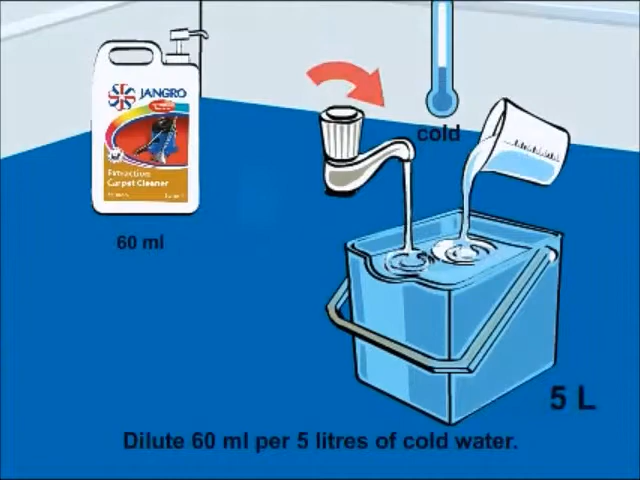 JANGRO
Extraction
Carpet Cleaner
60 ml
cold
5 L
Dilute 60 ml per 5 litres of cold water.